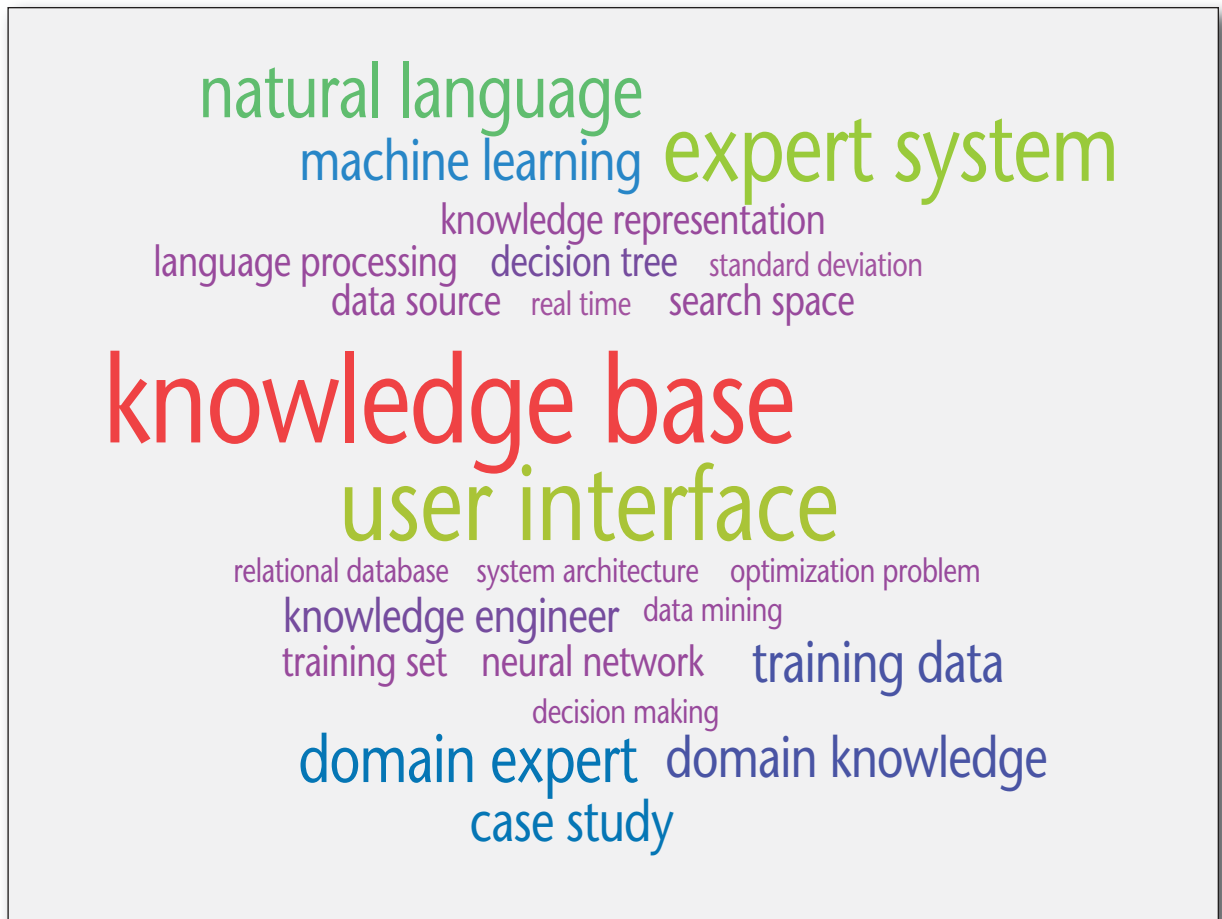 natural language
machine learning expert system
knowledge representation
language processing decision tree standard deviation
data source real time search space
knowledge base
user interface
relational database system architecture optimization problem
knowledge engineer data mining
training set neural network training data
decision making
domain expert domain knowledge
case study